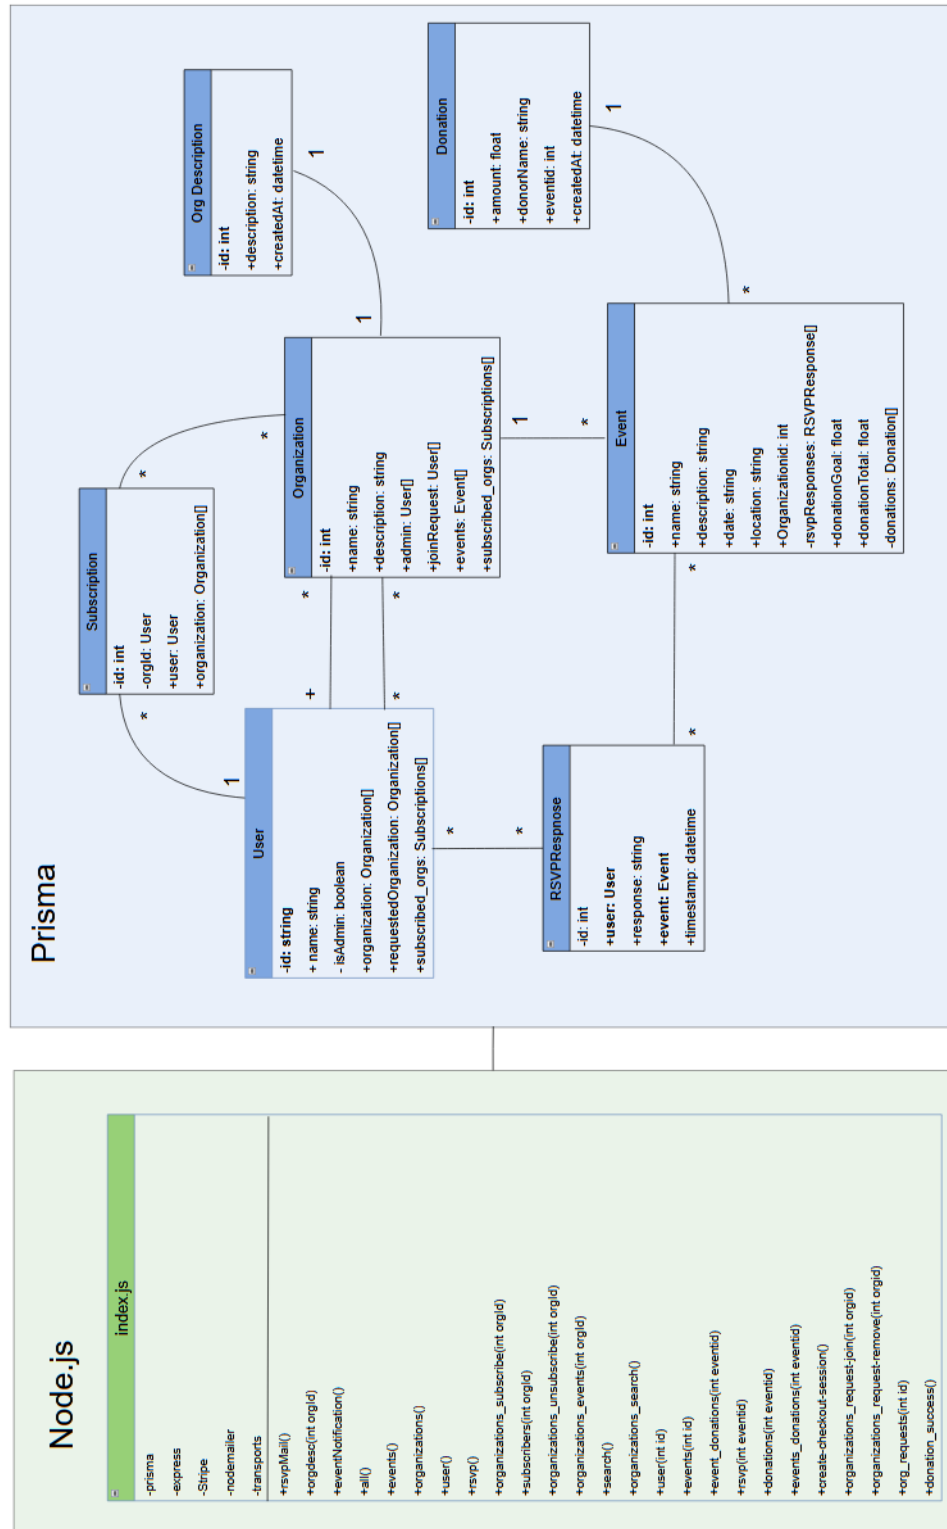 Node.js
index.js
-prisma
-express
-Stripe
-nodemailer
-transports
+rsvpMail()
+orgdesc(int orgId)
+eventNotification()
+all()
+events()
+organizations()
+user()
+rsvp()
+organizations_subscribe(int orgId)
+subscribers(int orgId)
+organizations_unsubscribe(int orgId)
+organizations_events(int orgId)
+search()
+organizations_search()
+user(int id)
+events(int id)
+event_donations(int eventid)
+rsvp(int eventid)
+donations(int eventid)
+events_donations(int eventid)
+create-checkout-session()
+organizations_request-join(int orgid)
+organizations_request-remove(int orgid)
+org_requests(int id)
+donation_success()
Prisma
Subscription
-id: int
-orgId: User
+user: User
+organization: Organization[]
Org Description
-id: int
+description: string
+createdAt: datetime
User
-id: string
+ name: string
- isAdmin: boolean
+organization: Organization[]
+requestedOrganization: Organization[]
+subscribed_orgs: Subscriptions[]
Organization
-id: int
+name: string
+description: string
+admin: User[]
+joinRequest: User[]
+events: Event[]
+subscribed_orgs: Subscriptions[]
Donation
-id: int
+amount: float
+donorName: string
+eventid: int
+createdAt: datetime
RSVPRespnose
-id: int
+user: User
+response: string
+event: Event
+timestamp: datetime
Event
-id: int
+name: string
+description: string
+date: string
+location: string
+Organizationid: int
-rsvpResponses: RSVPResponse[]
+donationGoal: float
+donationTotal: float
-donations: Donation[]
1
*
*
*
1
1
+
*
*
*
1
*
*
*
*
*
1
*